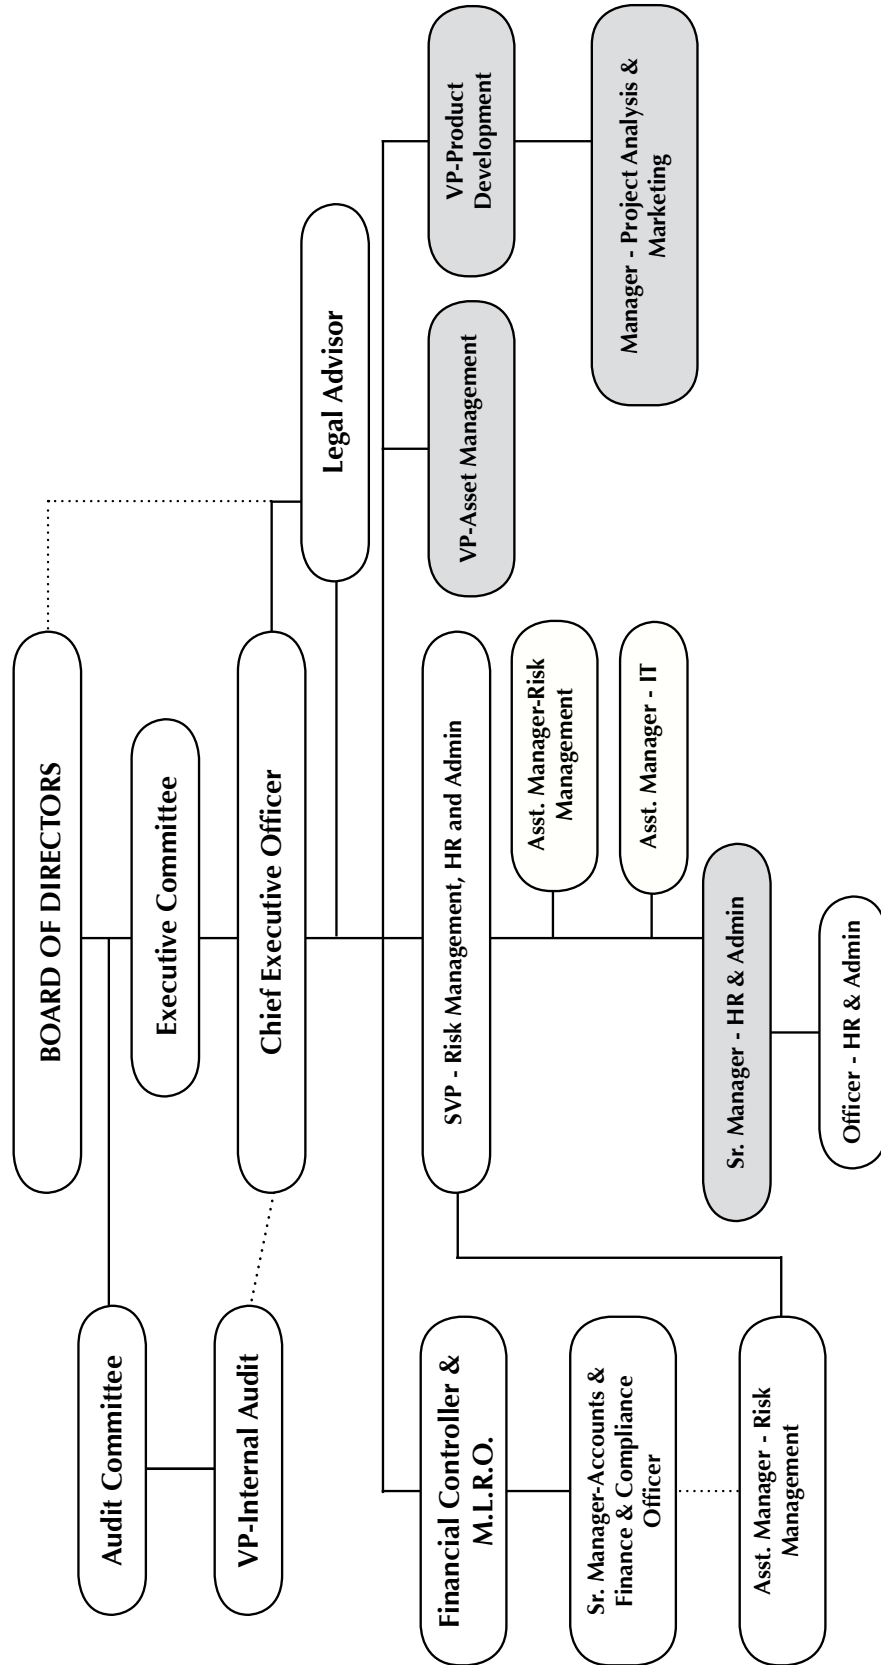 BOARD OF DIRECTORS
Audit Committee
Executive Committee
VP-Internal Audit
Chief Executive Officer
Legal Advisor
Financial Controller &
M.L.R.O.
SVP - Risk Management, HR and Admin
VP-Asset Management
VP-Product
Development
Sr. Manager-Accounts &
Finance & Compliance
Officer
Asst. Manager-Risk
Management
Manager - Project Analysis &
Marketing
Asst. Manager - IT
Asst. Manager - Risk
Management
Sr. Manager - HR & Admin
Officer - HR & Admin